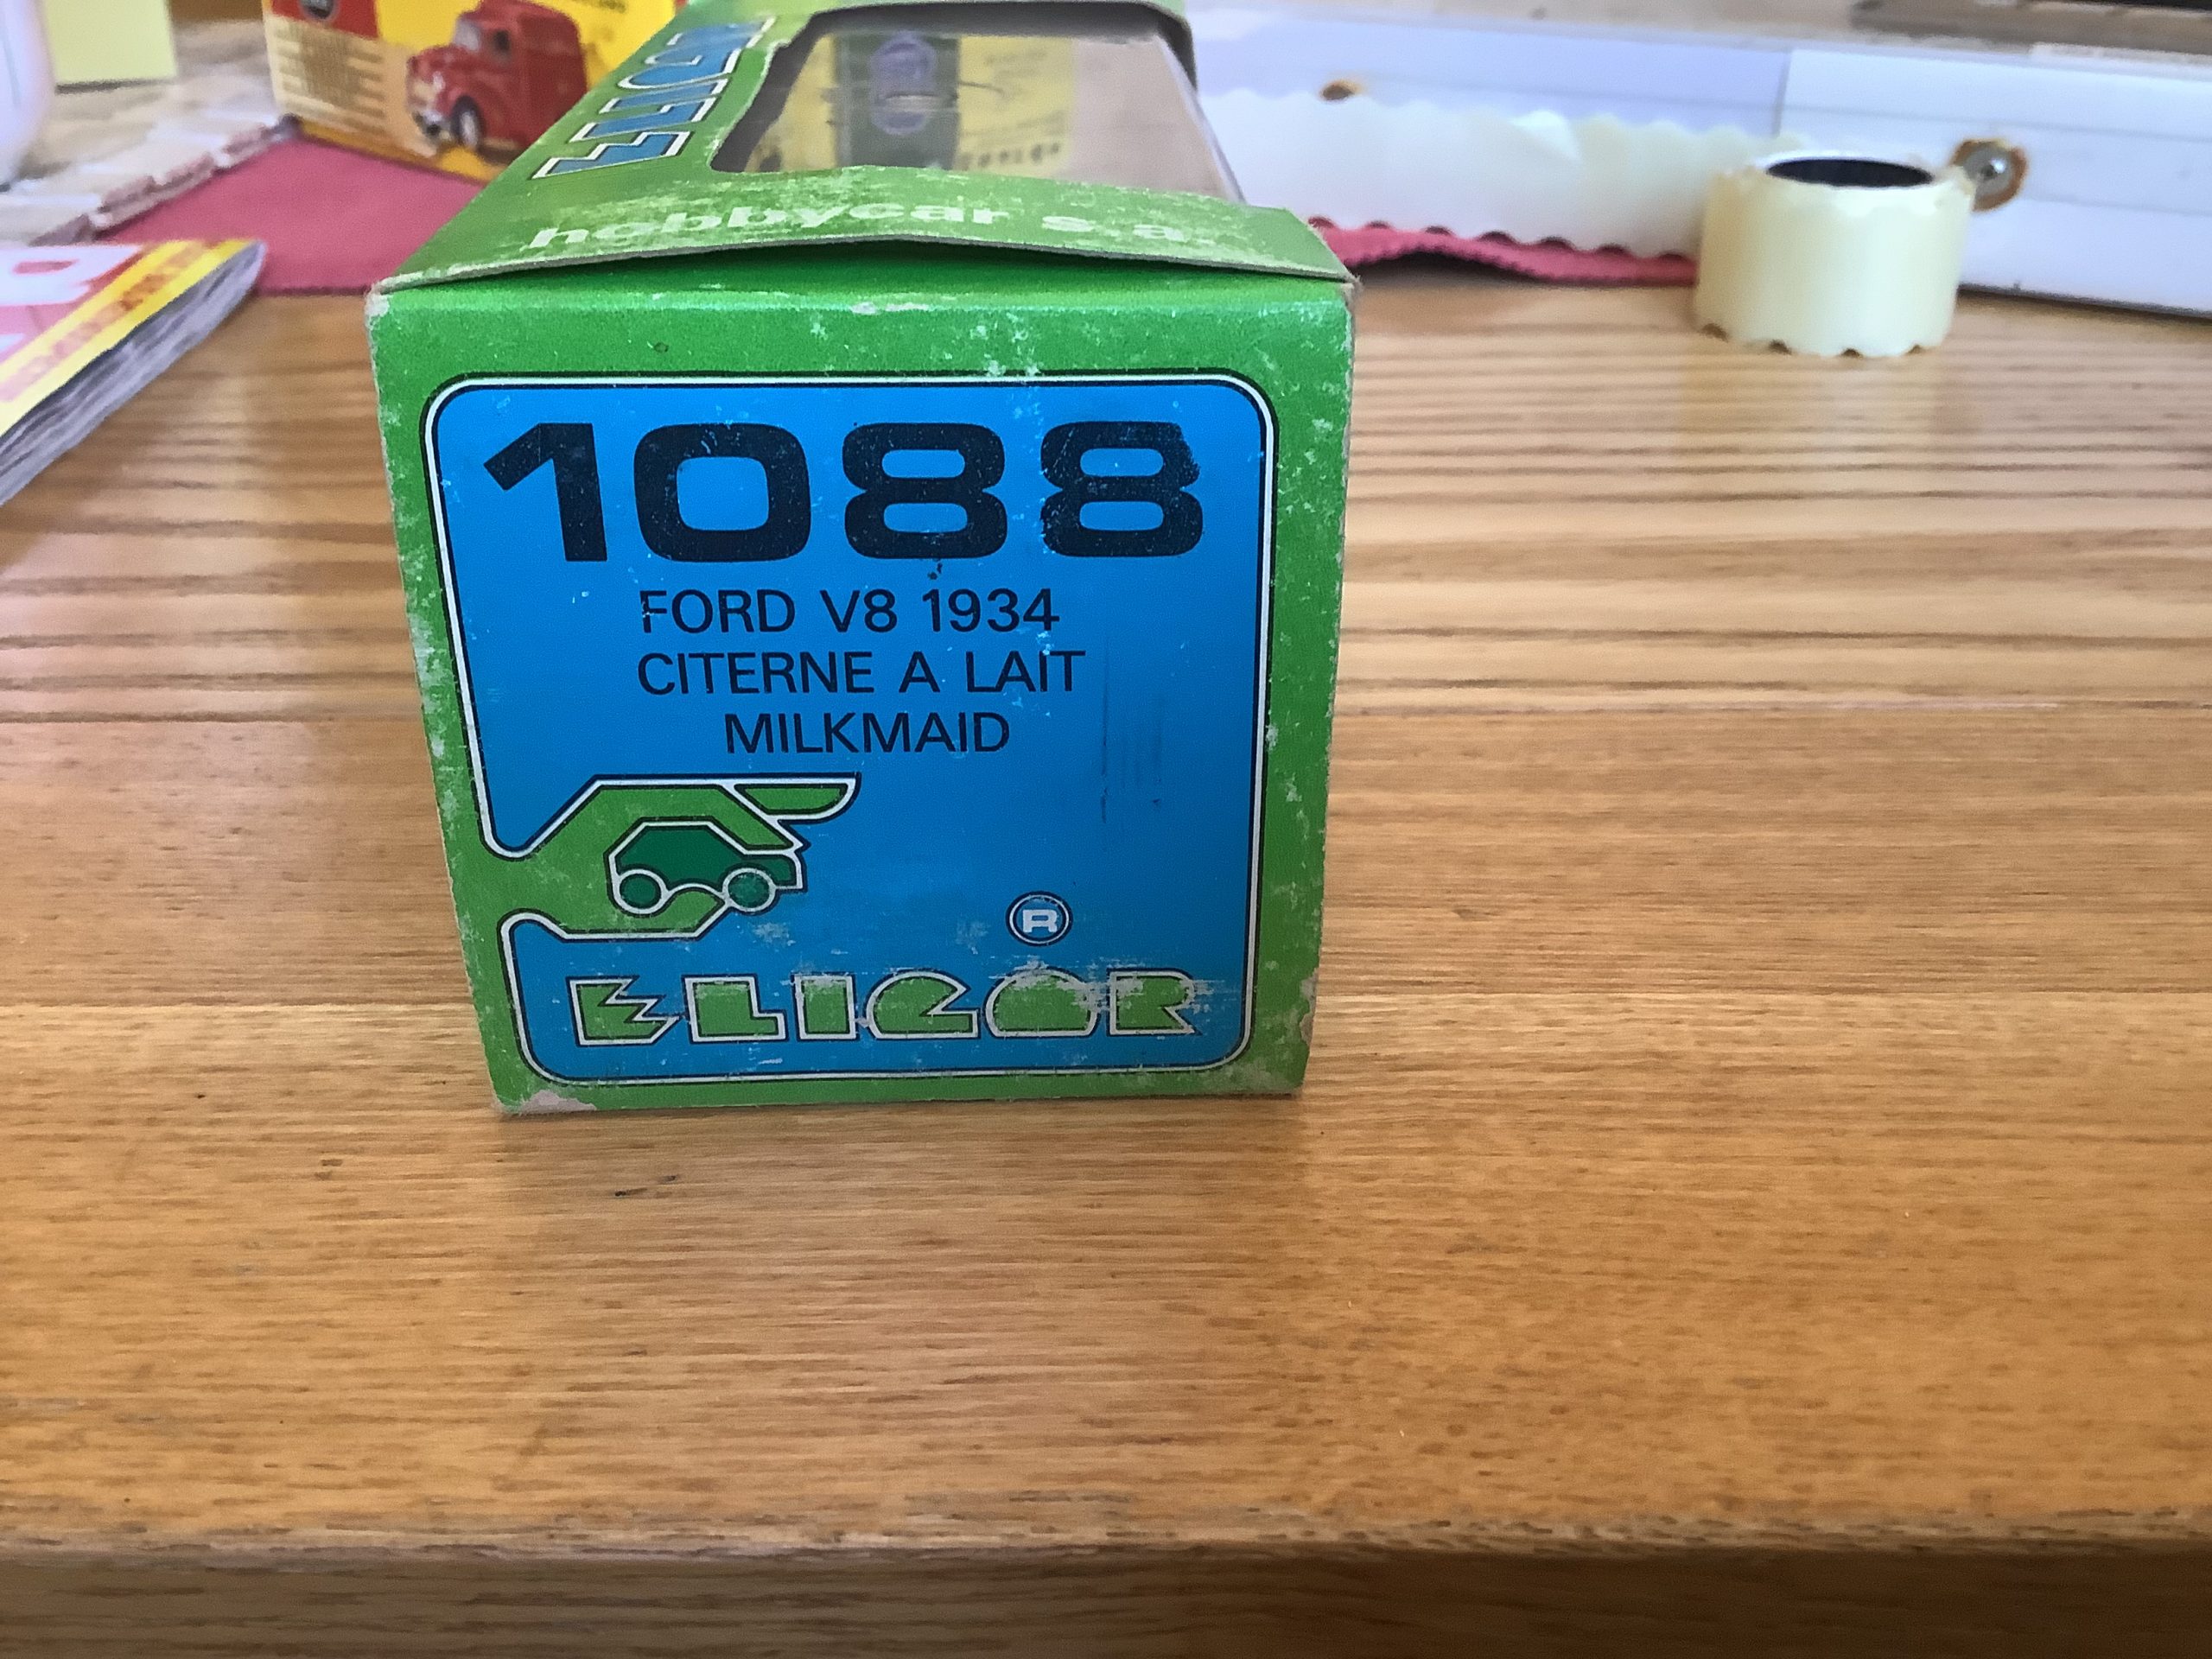 hobbycar s.a.
1088
FORD V8 1934
CITERNE A LAIT
MILKMAID
R
ELIGOR